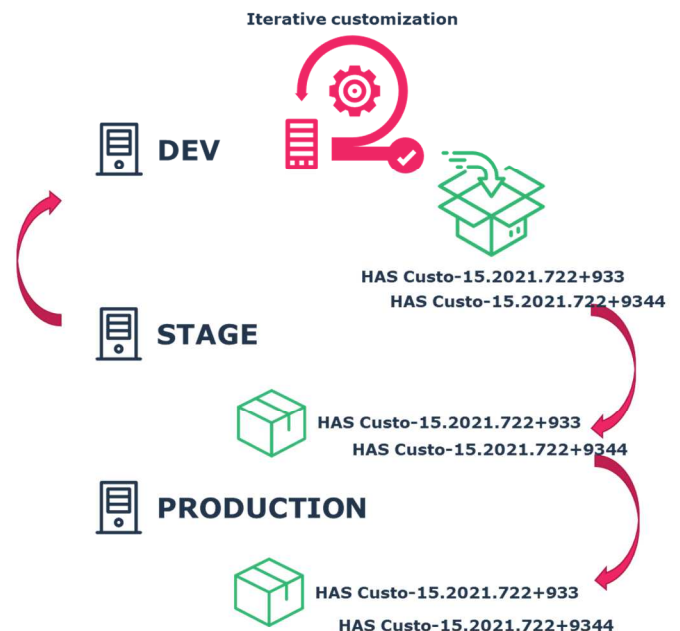 Iterative customization
DEV
HAS Custo-15.2021.722+933
HAS Custo-15.2021.722+9344
STAGE
HAS Custo-15.2021.722+933
HAS Custo-15.2021.722+9344
PRODUCTION
HAS Custo-15.2021.722+933
HAS Custo-15.2021.722+9344